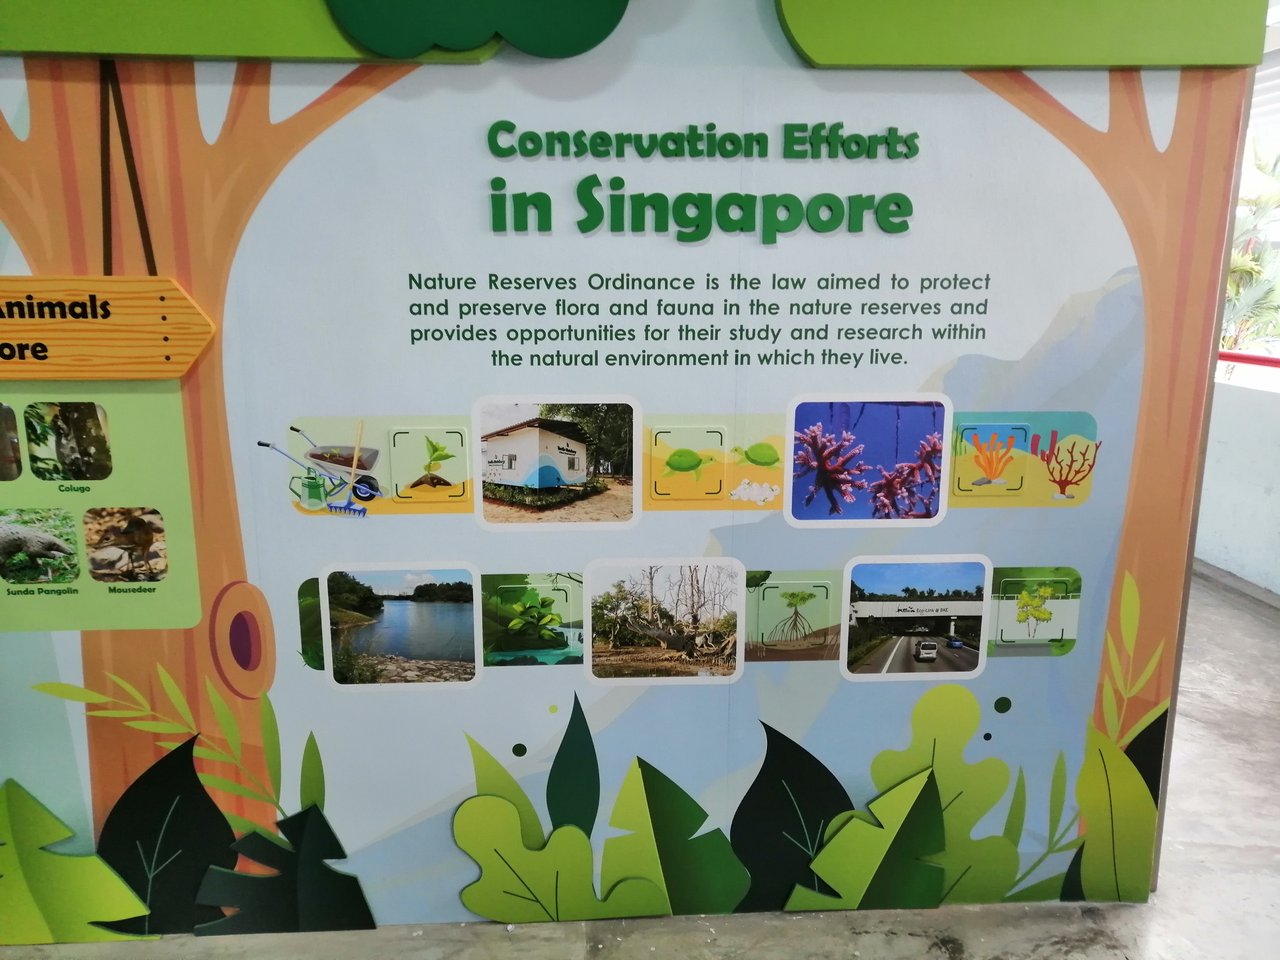 Conservation Efforts
in Singapore
Nature Reserves Ordinance is the law aimed to protect
and preserve flora and fauna in the nature reserves and
provides opportunities for their study and research within
the natural environment in which they live.
Animals
ore
Colugo
Sunda Pangolin
Mousedeer
Eco-Link @ BKE